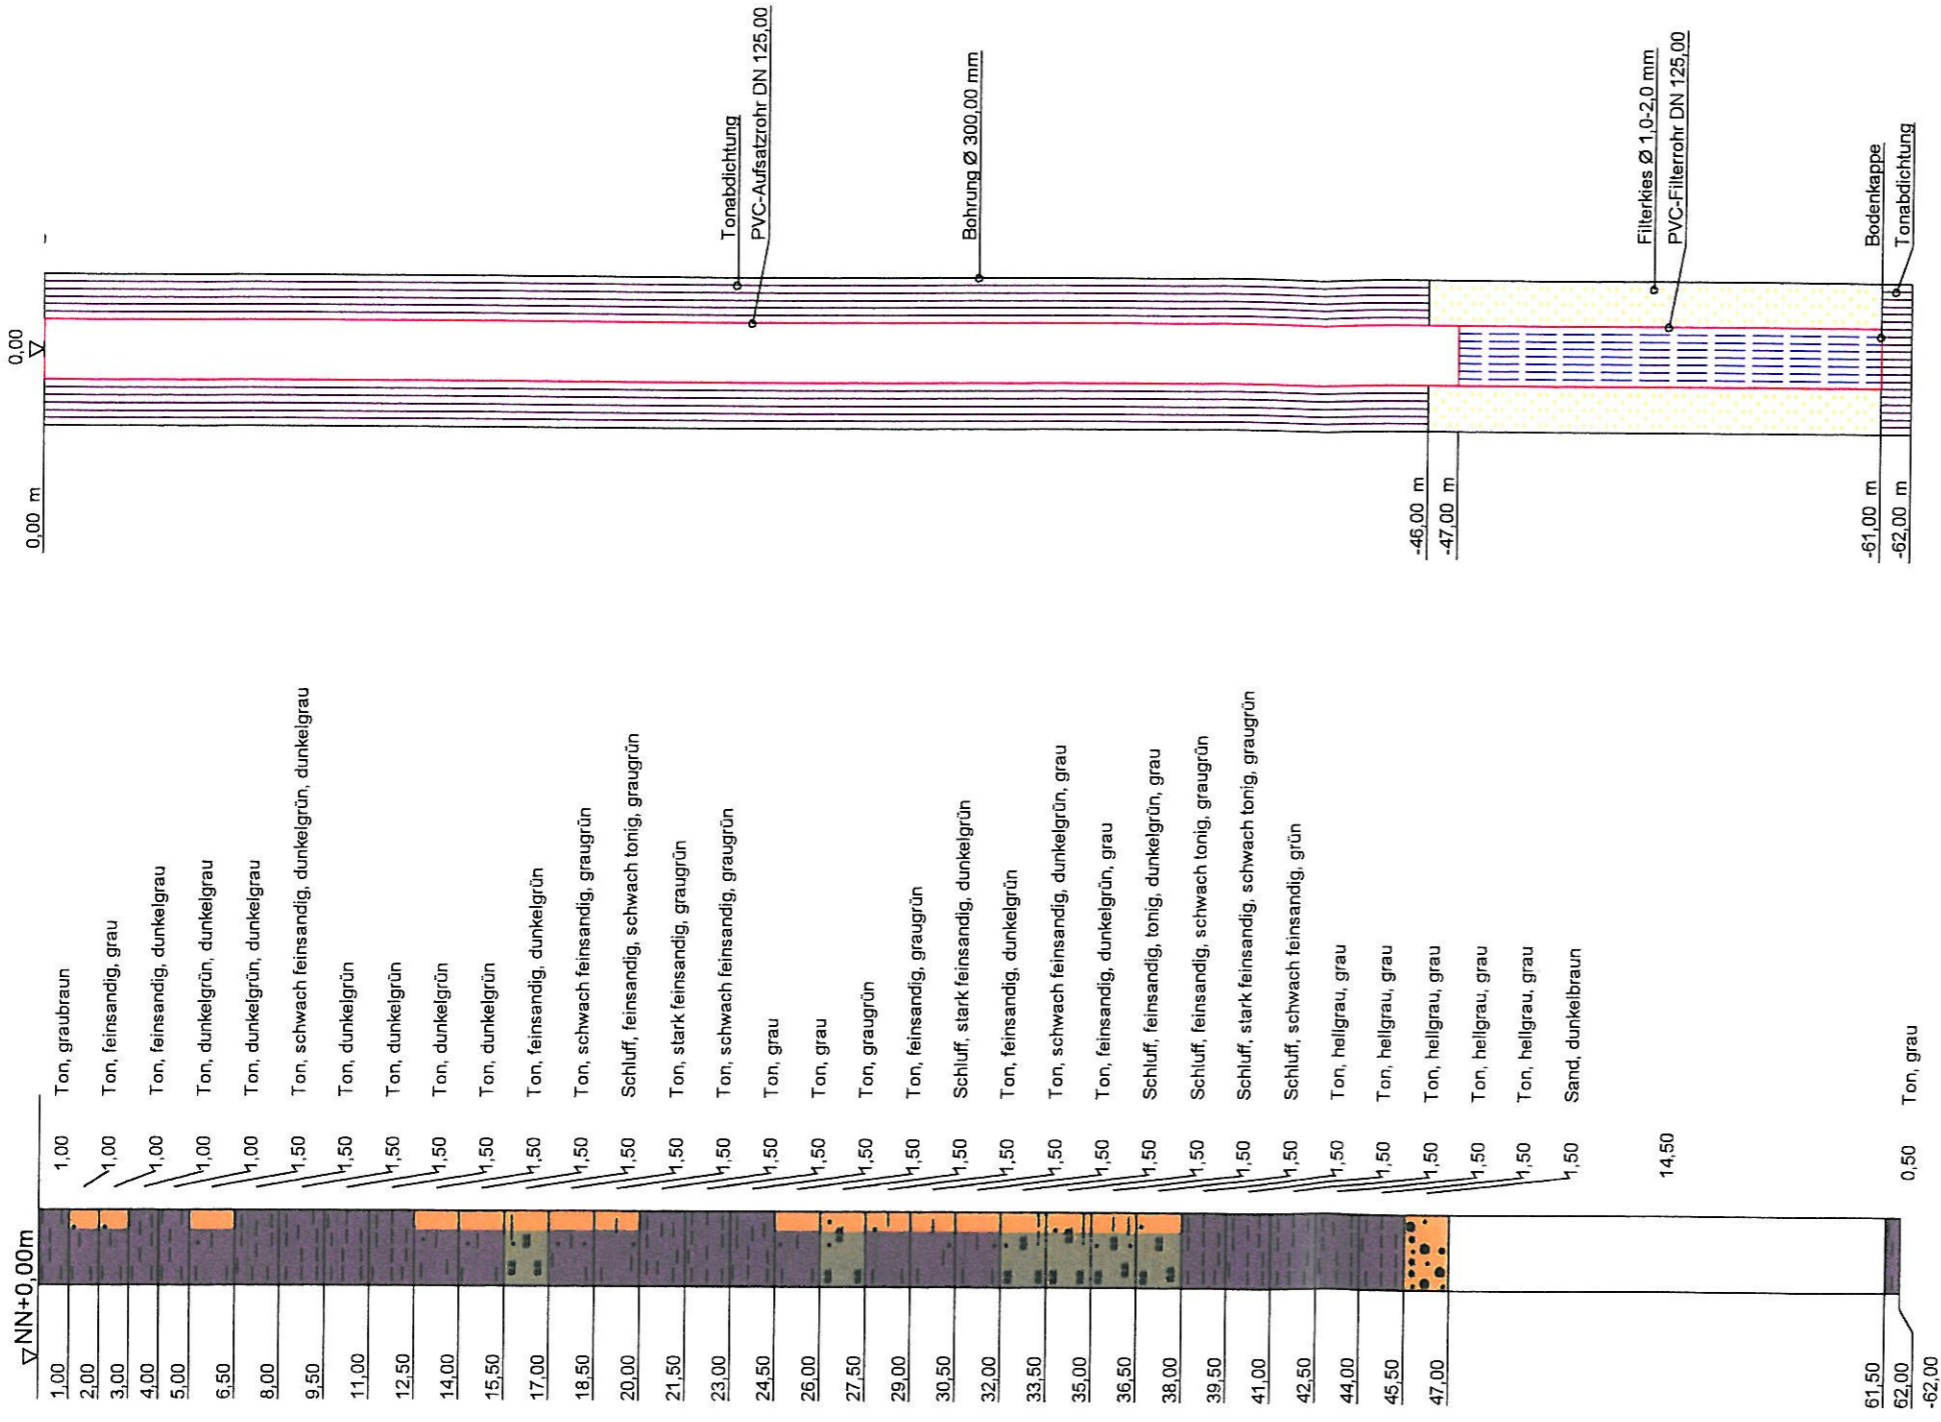 NN+0,00m
1,00
2,00
3,00
4,00
5,00
6,50
8,00
9,50
11,00
12,50
14,00
15,50
17,00
18,50
20,00
21,50
23,00
24,50
26,00
27,50
29,00
30,50
32,00
33,50
35,00
36,50
38,00
39,50
41,00
42,50
44,00
45,50
47,00
61,50
62,00
-62,00
1,00 Ton, graubraun
1,00 Ton, feinsandig, grau
1,00 Ton, feinsandig, dunkelgrau
1,00 Ton, dunkelgrün, dunkelgrau
1,00 Ton, dunkelgrün, dunkelgrau
1,50 Ton, schwach feinsandig, dunkelgrün, dunkelgrau
1,50 Ton, dunkelgrün
1,50 Ton, dunkelgrün
1,50 Ton, dunkelgrün
1,50 Ton, dunkelgrün
1,50 Ton, feinsandig, dunkelgrün
1,50 Ton, schwach feinsandig, graugrün
1,50 Schluff, feinsandig, schwach tonig, graugrün
1,50 Ton, stark feinsandig, graugrün
1,50 Ton, schwach feinsandig, graugrün
1,50 Ton, grau
1,50 Ton, grau
1,50 Ton, graugrün
1,50 Ton, feinsandig, graugrün
1,50 Schluff, stark feinsandig, dunkelgrün
1,50 Ton, feinsandig, dunkelgrün
1,50 Ton, schwach feinsandig, dunkelgrün, grau
1,50 Ton, feinsandig, dunkelgrün, grau
1,50 Schluff, feinsandig, tonig, dunkelgrün, grau
1,50 Schluff, feinsandig, schwach tonig, graugrün
1,50 Schluff, stark feinsandig, schwach tonig, graugrün
1,50 Schluff, schwach feinsandig, grün
1,50 Ton, hellgrau, grau
1,50 Ton, hellgrau, grau
1,50 Ton, hellgrau, grau
1,50 Ton, hellgrau, grau
1,50 Ton, hellgrau, grau
1,50 Sand, dunkelbraun
14,50
0,50 Ton, grau
0,00 m
-46,00 m
-47,00 m
-61,00 m
-62,00 m
0,00
Tonabdichtung
PVC-Aufsatzrohr DN 125,00
Bohrung Ø 300,00 mm
Filterkies Ø 1,0-2,0 mm
PVC-Filterrohr DN 125,00
Bodenkappe
Tonabdichtung